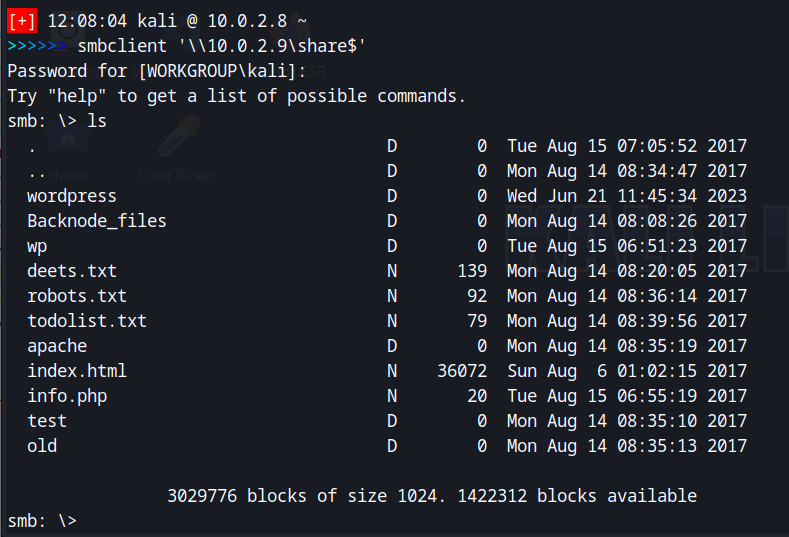 [+] 12:08:04 kali @ 10.0.2.8 ~
>>>>>> smbclient '\\10.0.2.9\share$'
Password for [WORKGROUP\kali]:
Try "help" to get a list of possible commands.
smb: \> ls
  .                                   D        0  Tue Aug 15 07:05:52 2017
  ..                                  D        0  Mon Aug 14 08:34:47 2017
  wordpress                           D        0  Wed Jun 21 11:45:34 2023
  Backnode_files                      D        0  Mon Aug 14 08:08:26 2017
  wp                                  D        0  Tue Aug 15 06:51:23 2017
  deets.txt                           N      139  Mon Aug 14 08:20:05 2017
  robots.txt                          N       92  Mon Aug 14 08:36:14 2017
  todolist.txt                        N       79  Mon Aug 14 08:39:56 2017
  apache                              D        0  Mon Aug 14 08:35:19 2017
  index.html                          N    36072  Sun Aug  6 01:02:15 2017
  info.php                            N       20  Tue Aug 15 06:55:19 2017
  test                                D        0  Mon Aug 14 08:35:10 2017
  old                                 D        0  Mon Aug 14 08:35:13 2017
                3029776 blocks of size 1024. 1422312 blocks available
smb: \>
Home
Color Picker